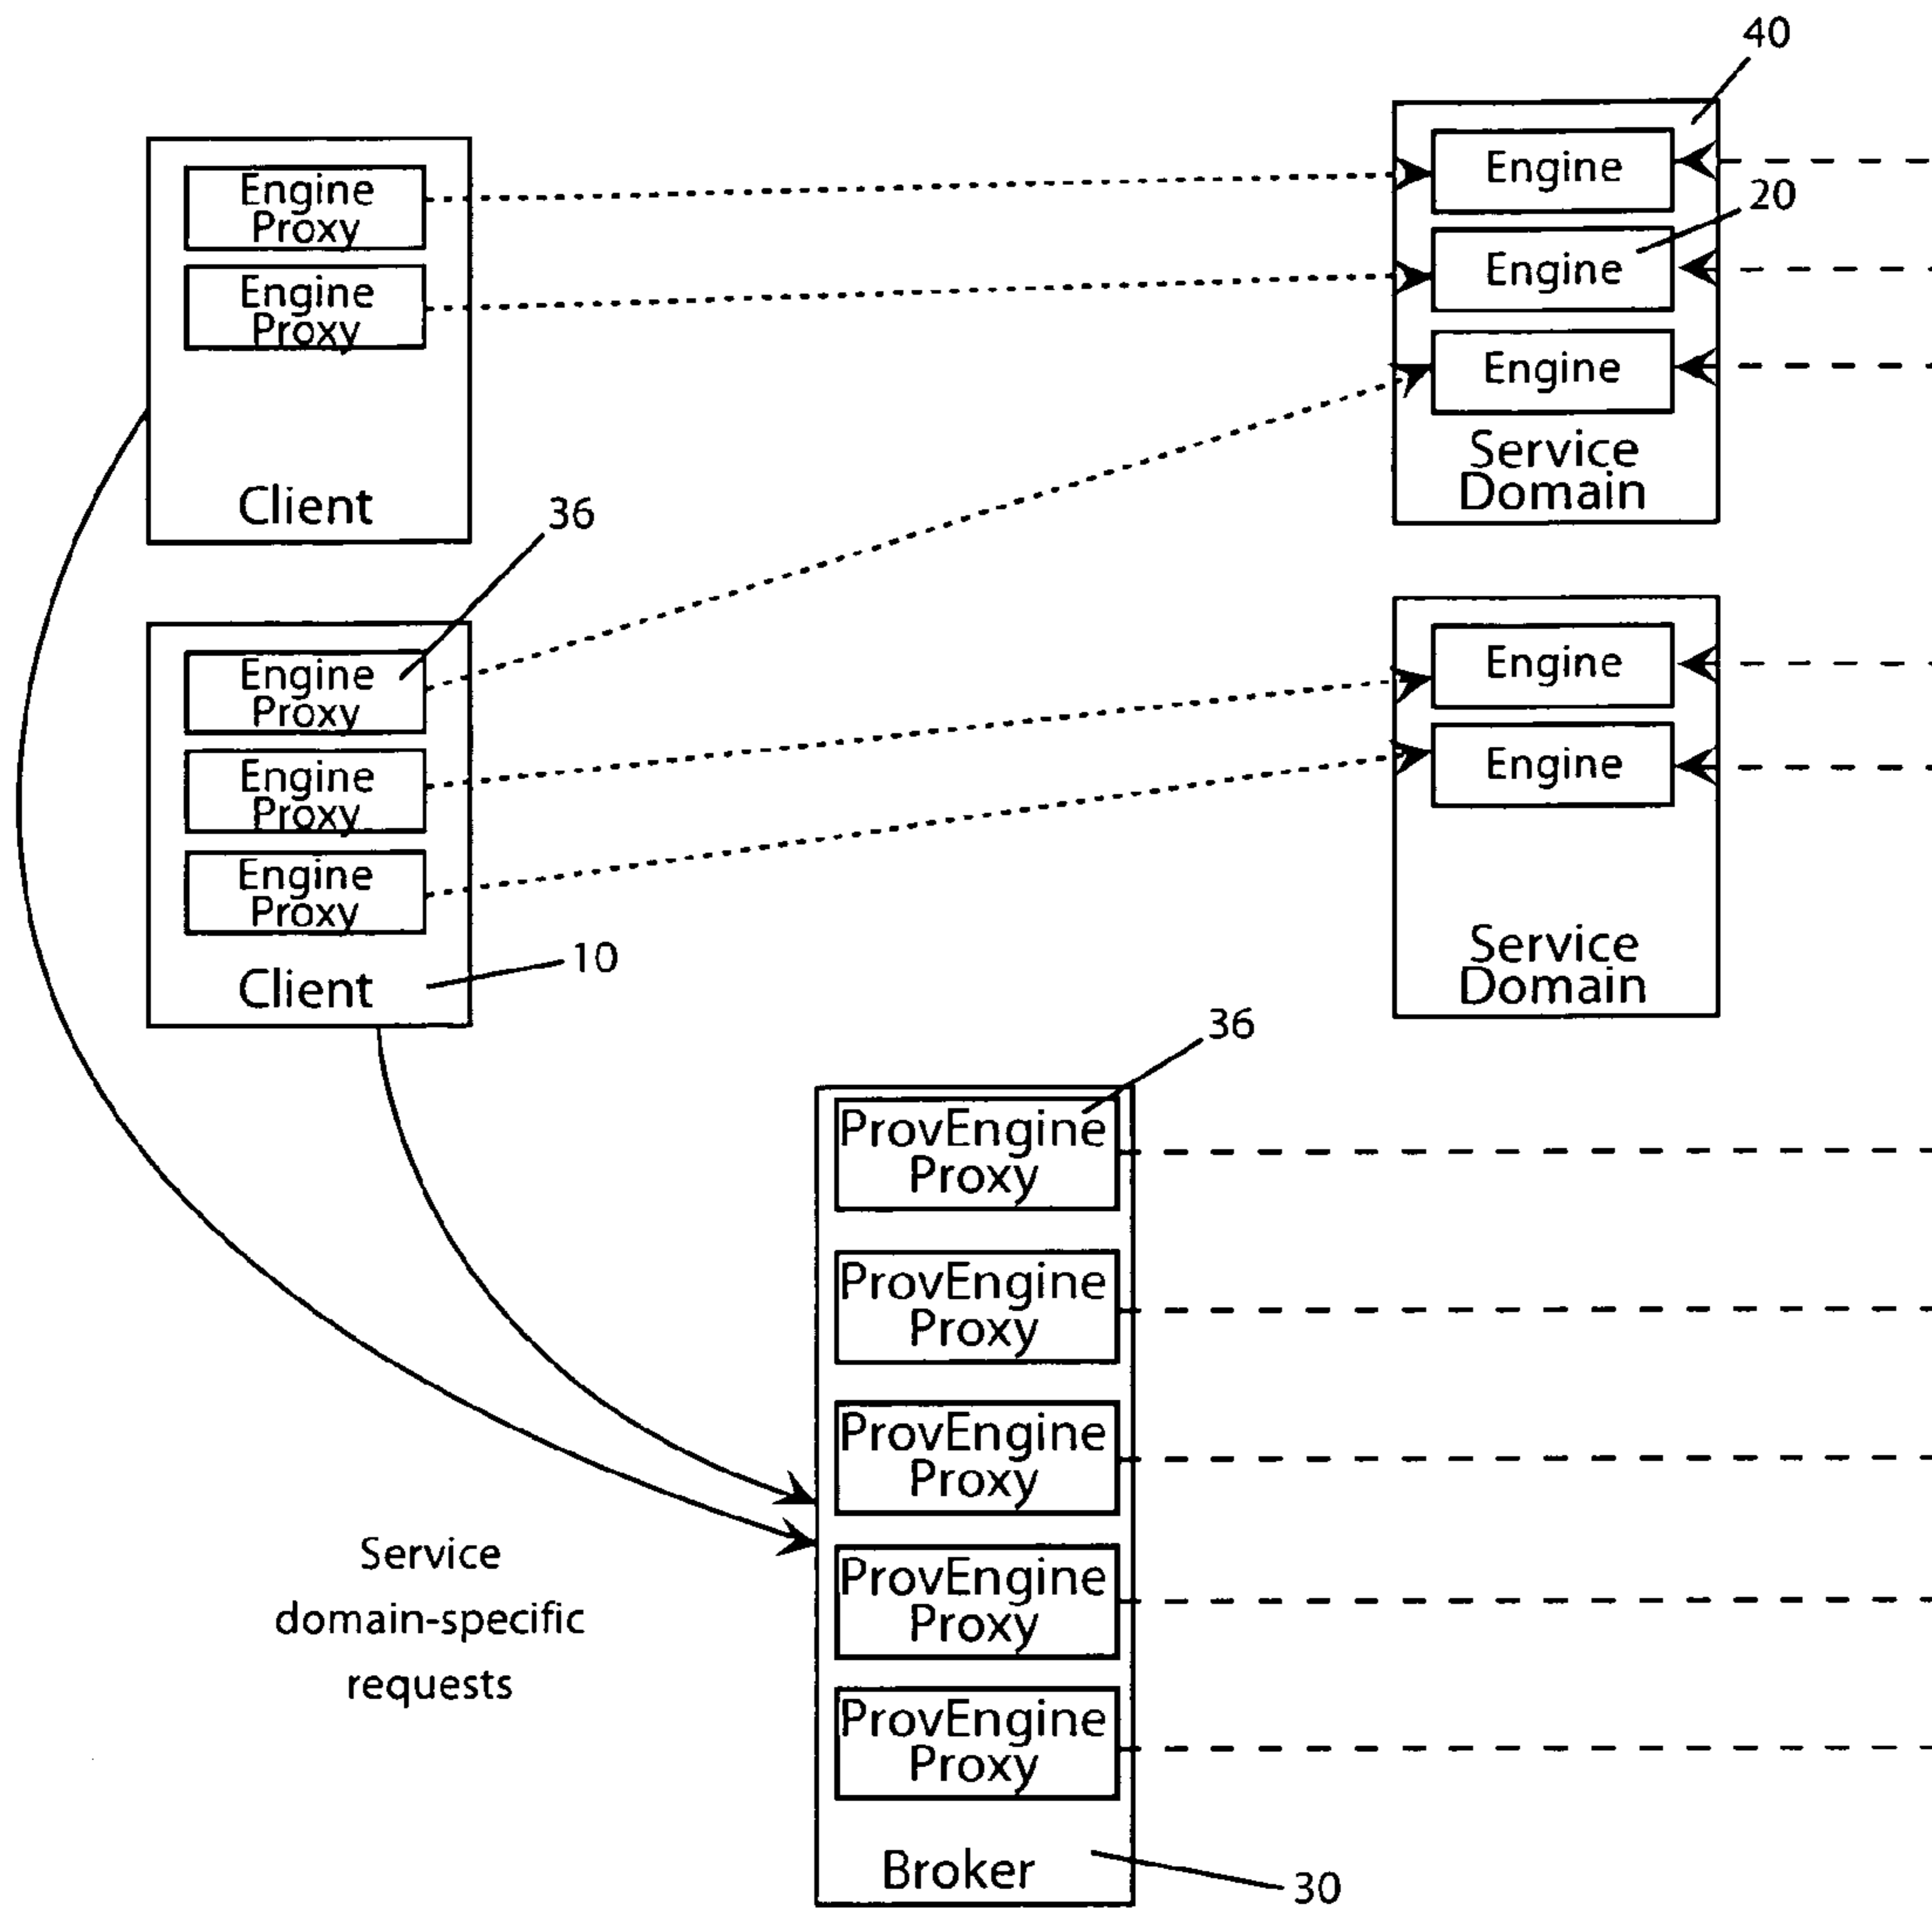 40
Engine
Proxy
Engine
Proxy
Client
Engine
20
Engine
Engine
Service
Domain
36
Engine
Proxy
Engine
Proxy
Engine
Proxy
Client
10
Engine
Engine
Service
Domain
36
ProvEngine
Proxy
ProvEngine
Proxy
ProvEngine
Proxy
ProvEngine
Proxy
ProvEngine
Proxy
Broker
30
Service
domain-specific
requests